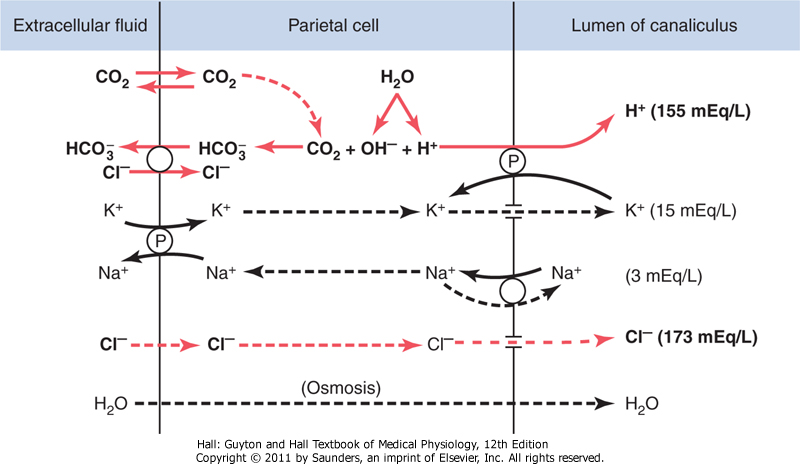 Extracellular fluid Parietal cell Lumen of canaliculus
CO₂ CO₂ H₂O
H⁺ (155 mEq/L)
HCO₃⁻ HCO₃⁻ CO₂ + OH⁻ + H⁺
Cl⁻ Cl⁻ P
K⁺ K⁺ K⁺ K⁺ (15 mEq/L)
P
Na⁺ Na⁺ Na⁺ Na⁺ (3 mEq/L)
Cl⁻ Cl⁻ Cl⁻ Cl⁻ (173 mEq/L)
(Osmosis)
H₂O H₂O
Hall: Guyton and Hall Textbook of Medical Physiology, 12th Edition
Copyright © 2011 by Saunders, an imprint of Elsevier, Inc. All rights reserved.